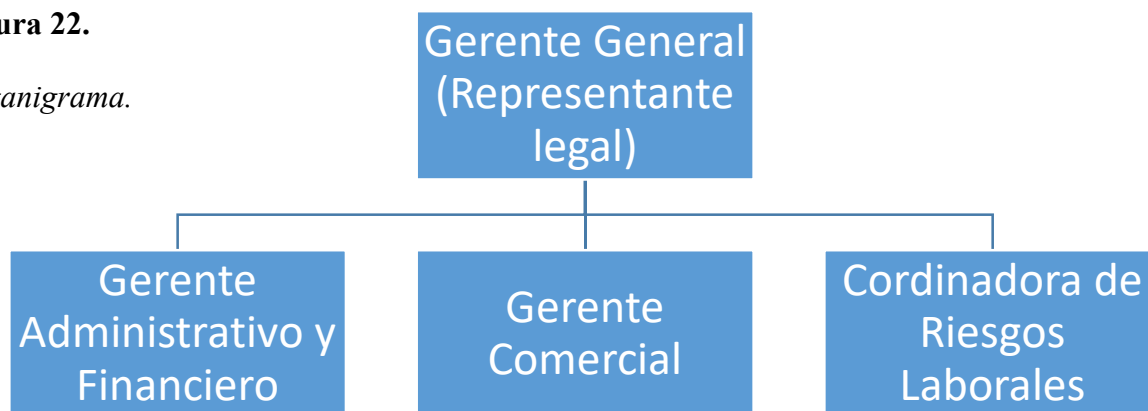 ura 22.
anigrama.
Gerente General
(Representante
legal)
Gerente
Administrativo y
Financiero
Gerente
Comercial
Cordinadora de
Riesgos
Laborales